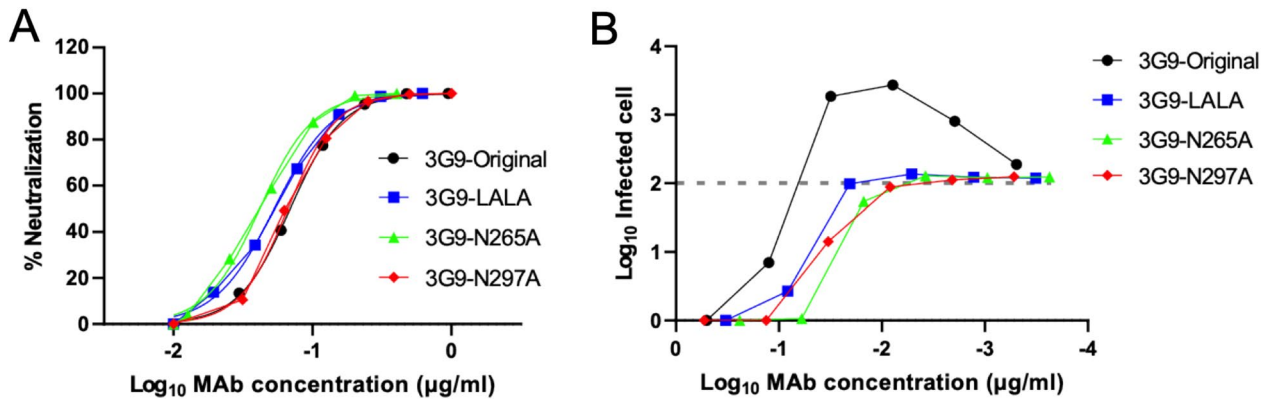 A
120
100
80
60
40
20
0
% Neutralization
-2
-1
0
Log₁₀ MAb concentration (µg/ml)
3G9-Original
3G9-LALA
3G9-N265A
3G9-N297A
B
4
3
2
1
0
Log₁₀ Infected cell
0
-1
-2
-3
-4
Log₁₀ MAb concentration (µg/ml)
3G9-Original
3G9-LALA
3G9-N265A
3G9-N297A